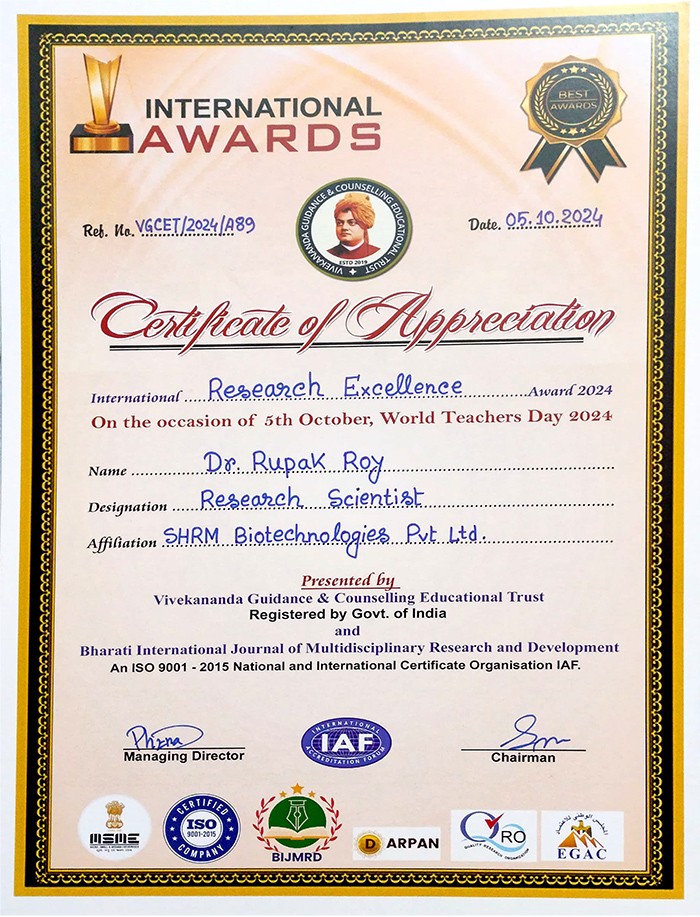 INTERNATIONAL
AWARDS
BEST
AWARDS
Ref. No. VGCET/2024/A89
VIVEKANANDA GUIDANCE & COUNSELLING EDUCATIONAL TRUST
ESTD 2019
Date. 05.10.2024
Certificate of Appreciation
International Research Excellence Award 2024
On the occasion of 5th October, World Teachers Day 2024
Name Dr. Rupak Roy
Designation Research Scientist
Affiliation SHRM Biotechnologies Pvt Ltd.
Presented by
Vivekananda Guidance & Counselling Educational Trust
Registered by Govt. of India
and
Bharati International Journal of Multidisciplinary Research and Development
An ISO 9001 - 2015 National and International Certificate Organisation IAF.
Managing Director
INTERNATIONAL
IAF
ACCREDITATION FORUM
Chairman
MSME
CERTIFIED
ISO
9001-2015
COMPANY
BIJMRD
D ARPAN
QRO
QUALITY RESEARCH ORGANIZATION
EGAC